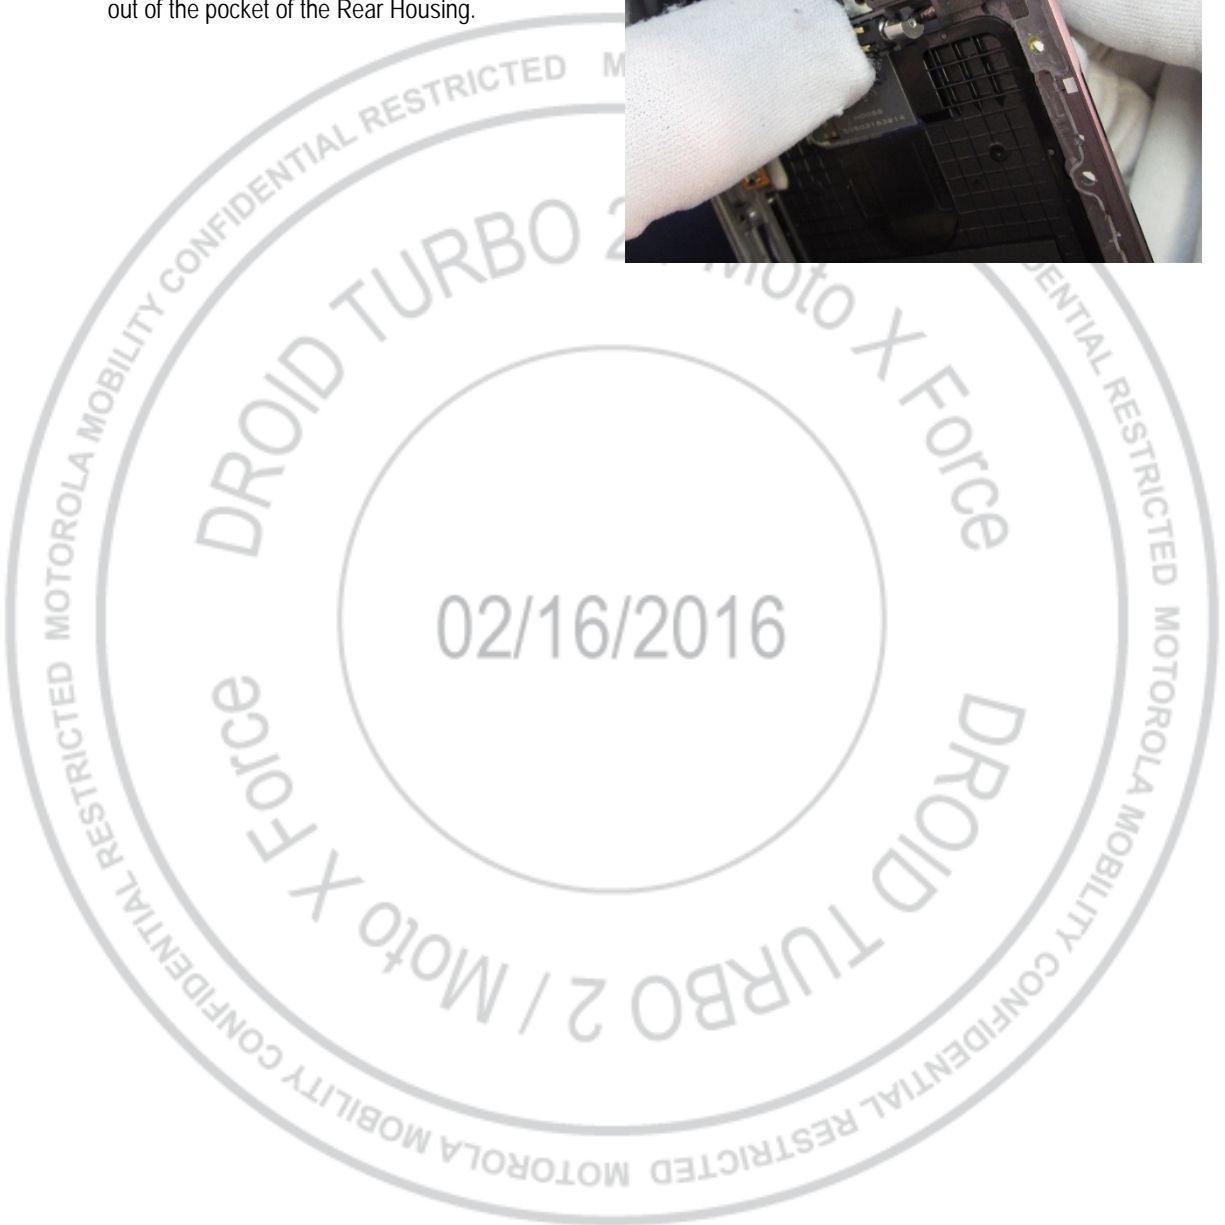 out of the pocket of the Rear Housing.
MOTOROLA MOBILITY CONFIDENTIAL RESTRICTED
DENTIAL RESTRICTED MOTOROLA MOBILITY CONFIDENTIAL RESTRICTED MOTOROLA MOBILITY CONFIDENTIAL RESTRICTED
DROID TURBO 2
Moto X Force
02/16/2016
DROID TURBO 2 / Moto X Force